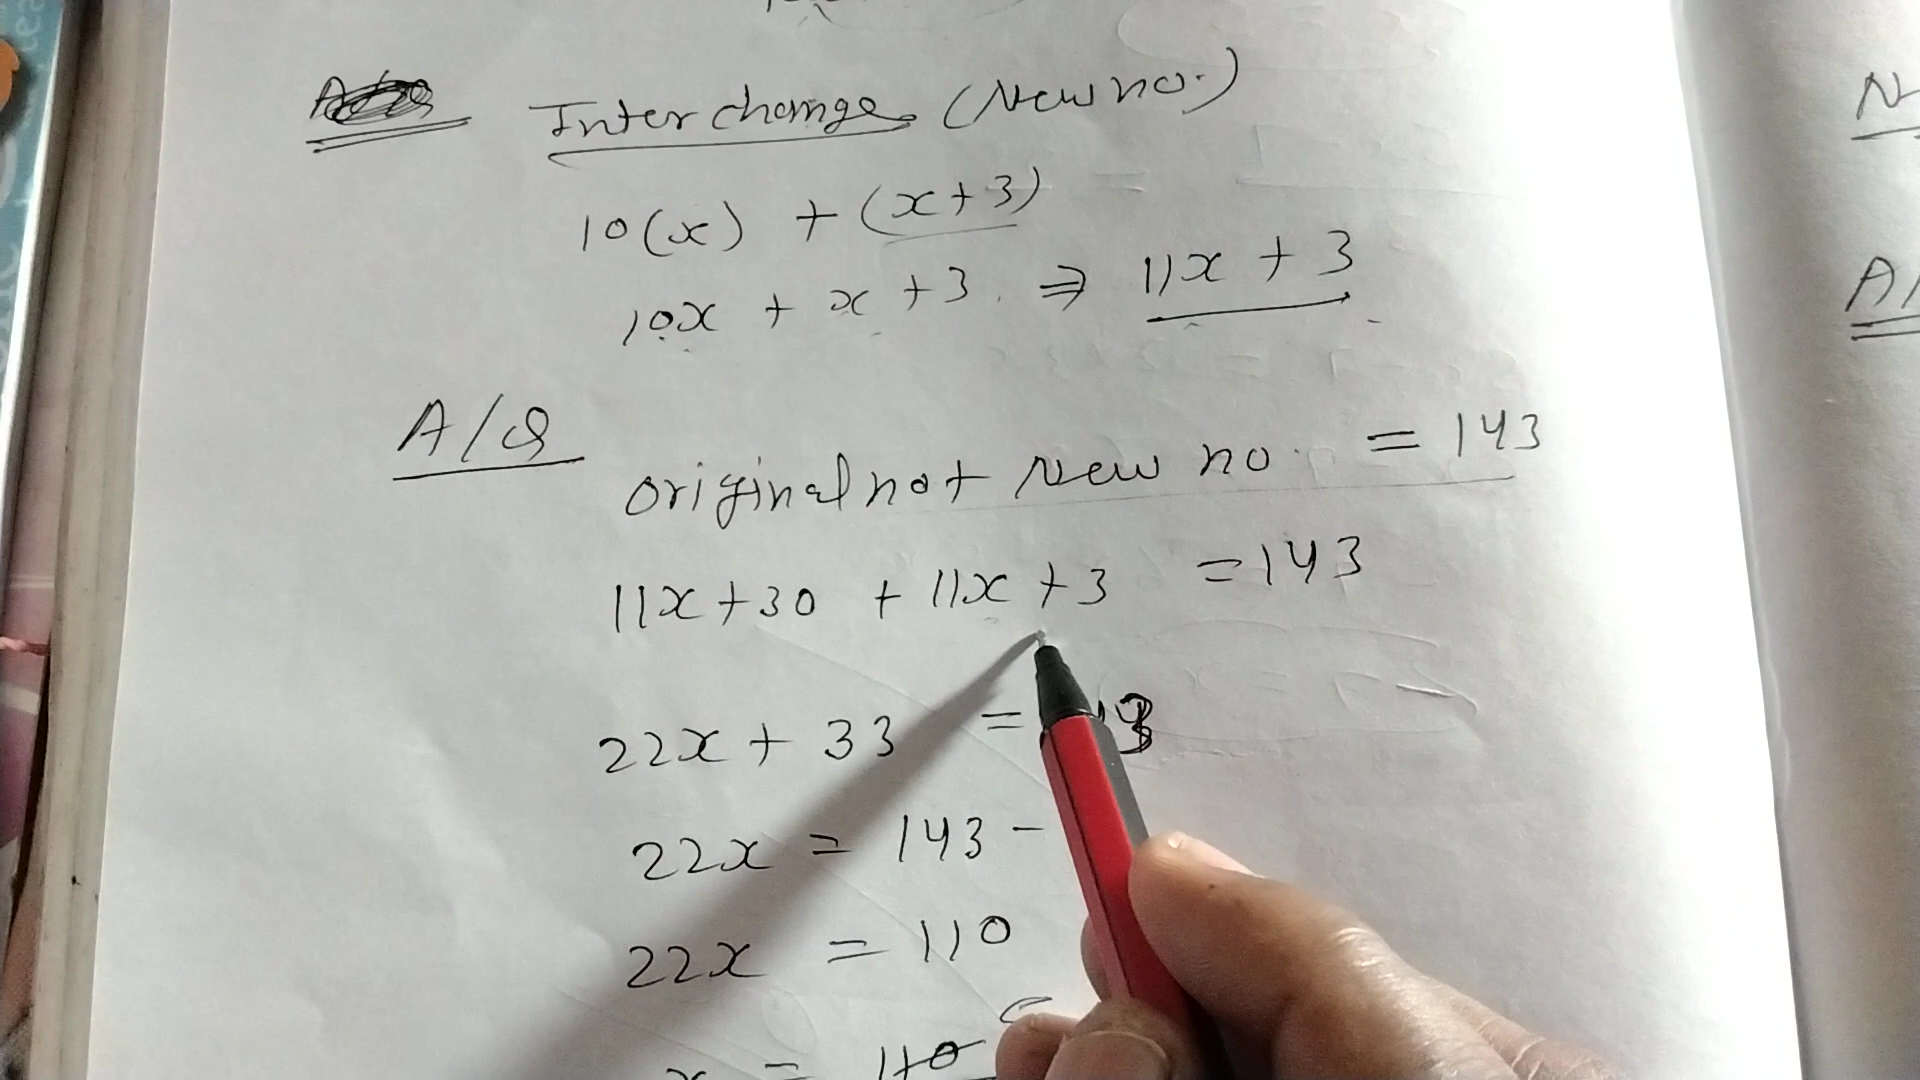 Interchange (New no.)
10(x) + (x+3)
10x + x + 3 ⇒ 11x + 3
A/Q
original no + New no. = 143
11x+30 + 11x+3 = 143
22x + 33 =
22x = 143 -
22x = 110
x = 110